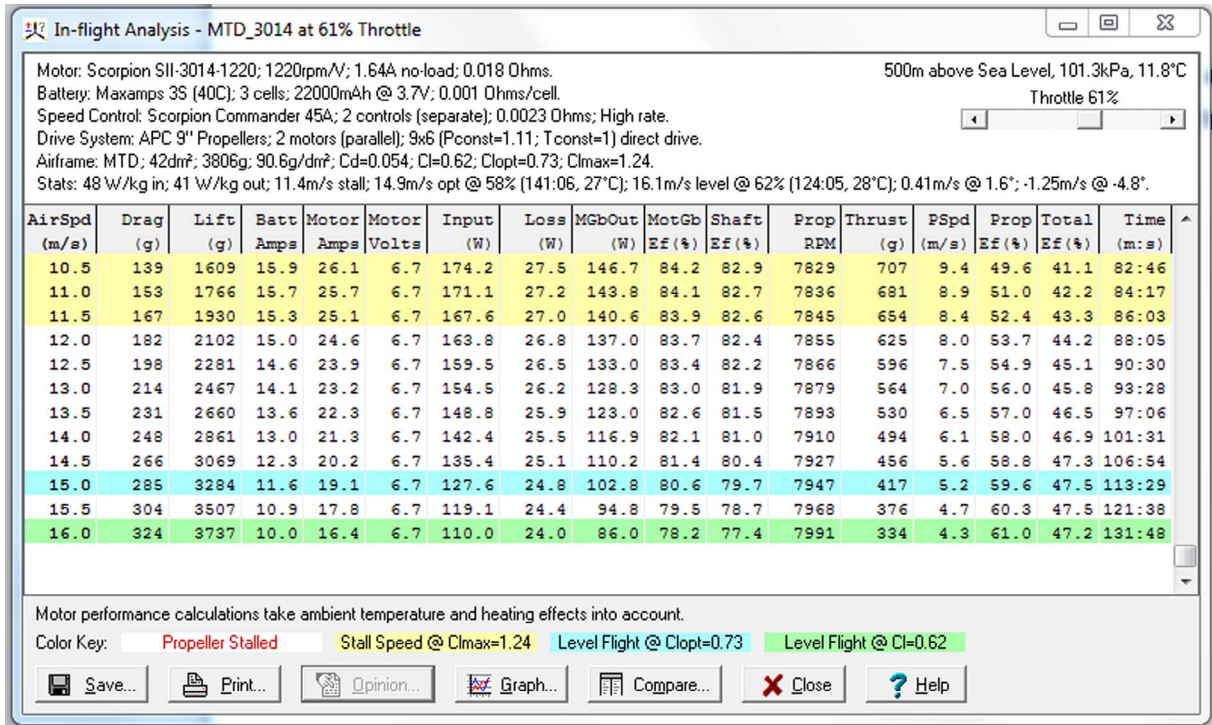 In-flight Analysis - MTD_3014 at 61% Throttle
Motor: Scorpion SII-3014-1220; 1220rpm/V; 1.64A no-load; 0.018 Ohms.
500m above Sea Level, 101.3kPa, 11.8°C
Battery: Maxamps 3S (40C); 3 cells; 22000mAh @ 3.7V; 0.001 Ohms/cell.
Throttle 61%
Speed Control: Scorpion Commander 45A; 2 controls (separate); 0.0023 Ohms; High rate.
Drive System: APC 9" Propellers; 2 motors (parallel); 9x6 (Pconst=1.11; Tconst=1) direct drive.
Airframe: MTD; 42dm²; 3806g; 90.6g/dm²; Cd=0.054; Cl=0.62; Clopt=0.73; Clmax=1.24.
Stats: 48 W/kg in; 41 W/kg out; 11.4m/s stall; 14.9m/s opt @ 58% (141:06, 27°C); 16.1m/s level @ 62% (124:05, 28°C); 0.41m/s @ 1.6°; -1.25m/s @ -4.8°.
AirSpd Drag Lift Batt Motor Motor Input Loss MGbOut MotGb Shaft Prop Thrust PSpd Prop Total Time
(m/s) (g) (g) Amps Amps Volts (W) (W) (W) Ef(%) Ef(%) RPM (g) (m/s) Ef(%) Ef(%) (m:s)
10.5 139 1609 15.9 26.1 6.7 174.2 27.5 146.7 84.2 82.9 7829 707 9.4 49.6 41.1 82:46
11.0 153 1766 15.7 25.7 6.7 171.1 27.2 143.8 84.1 82.7 7836 681 8.9 51.0 42.2 84:17
11.5 167 1930 15.3 25.1 6.7 167.6 27.0 140.6 83.9 82.6 7845 654 8.4 52.4 43.3 86:03
12.0 182 2102 15.0 24.6 6.7 163.8 26.8 137.0 83.7 82.4 7855 625 8.0 53.7 44.2 88:05
12.5 198 2281 14.6 23.9 6.7 159.5 26.5 133.0 83.4 82.2 7866 596 7.5 54.9 45.1 90:30
13.0 214 2467 14.1 23.2 6.7 154.5 26.2 128.3 83.0 81.9 7879 564 7.0 56.0 45.8 93:28
13.5 231 2660 13.6 22.3 6.7 148.8 25.9 123.0 82.6 81.5 7893 530 6.5 57.0 46.5 97:06
14.0 248 2861 13.0 21.3 6.7 142.4 25.5 116.9 82.1 81.0 7910 494 6.1 58.0 46.9 101:31
14.5 266 3069 12.3 20.2 6.7 135.4 25.1 110.2 81.4 80.4 7927 456 5.6 58.8 47.3 106:54
15.0 285 3284 11.6 19.1 6.7 127.6 24.8 102.8 80.6 79.7 7947 417 5.2 59.6 47.5 113:29
15.5 304 3507 10.9 17.8 6.7 119.1 24.4 94.8 79.5 78.7 7968 376 4.7 60.3 47.5 121:38
16.0 324 3737 10.0 16.4 6.7 110.0 24.0 86.0 78.2 77.4 7991 334 4.3 61.0 47.2 131:48
Motor performance calculations take ambient temperature and heating effects into account.
Color Key: Propeller Stalled Stall Speed @ Clmax=1.24 Level Flight @ Clopt=0.73 Level Flight @ Cl=0.62
Save... Print... Opinion... Graph... Compare... Close Help